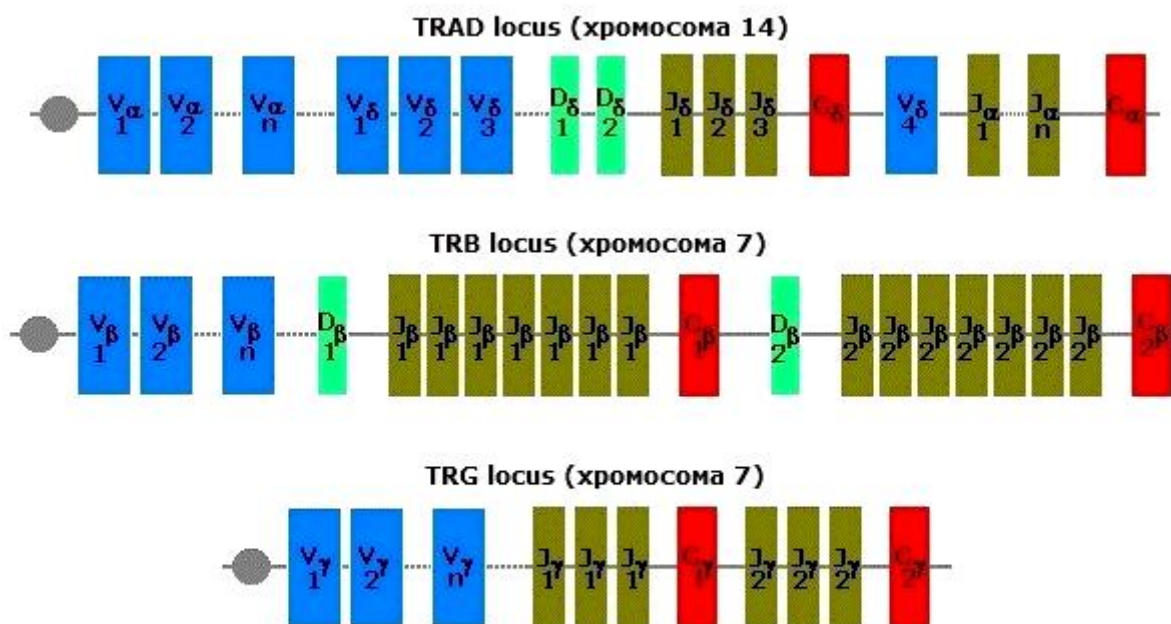 TRAD locus (хромосома 14)
Vα 1 Vα 2 Vα n Vδ 1 Vδ 2 Vδ 3 Dδ 1 Dδ 2 Jδ 1 Jδ 2 Jδ 3 Cδ Vδ 4 Jα 1 Jα n Cα
TRB locus (хромосома 7)
Vβ 1 Vβ 2 Vβ n Dβ 1 Jβ 1 Jβ 1 Jβ 1 Jβ 1 Jβ 1 Jβ 1 Jβ 1 Cβ 1 Dβ 2 Jβ 2 Jβ 2 Jβ 2 Jβ 2 Jβ 2 Jβ 2 Jβ 2 Cβ 2
TRG locus (хромосома 7)
Vγ 1 Vγ 2 Vγ n Jγ 1 Jγ 1 Jγ 1 Cγ 1 Jγ 2 Jγ 2 Jγ 2 Cγ 2